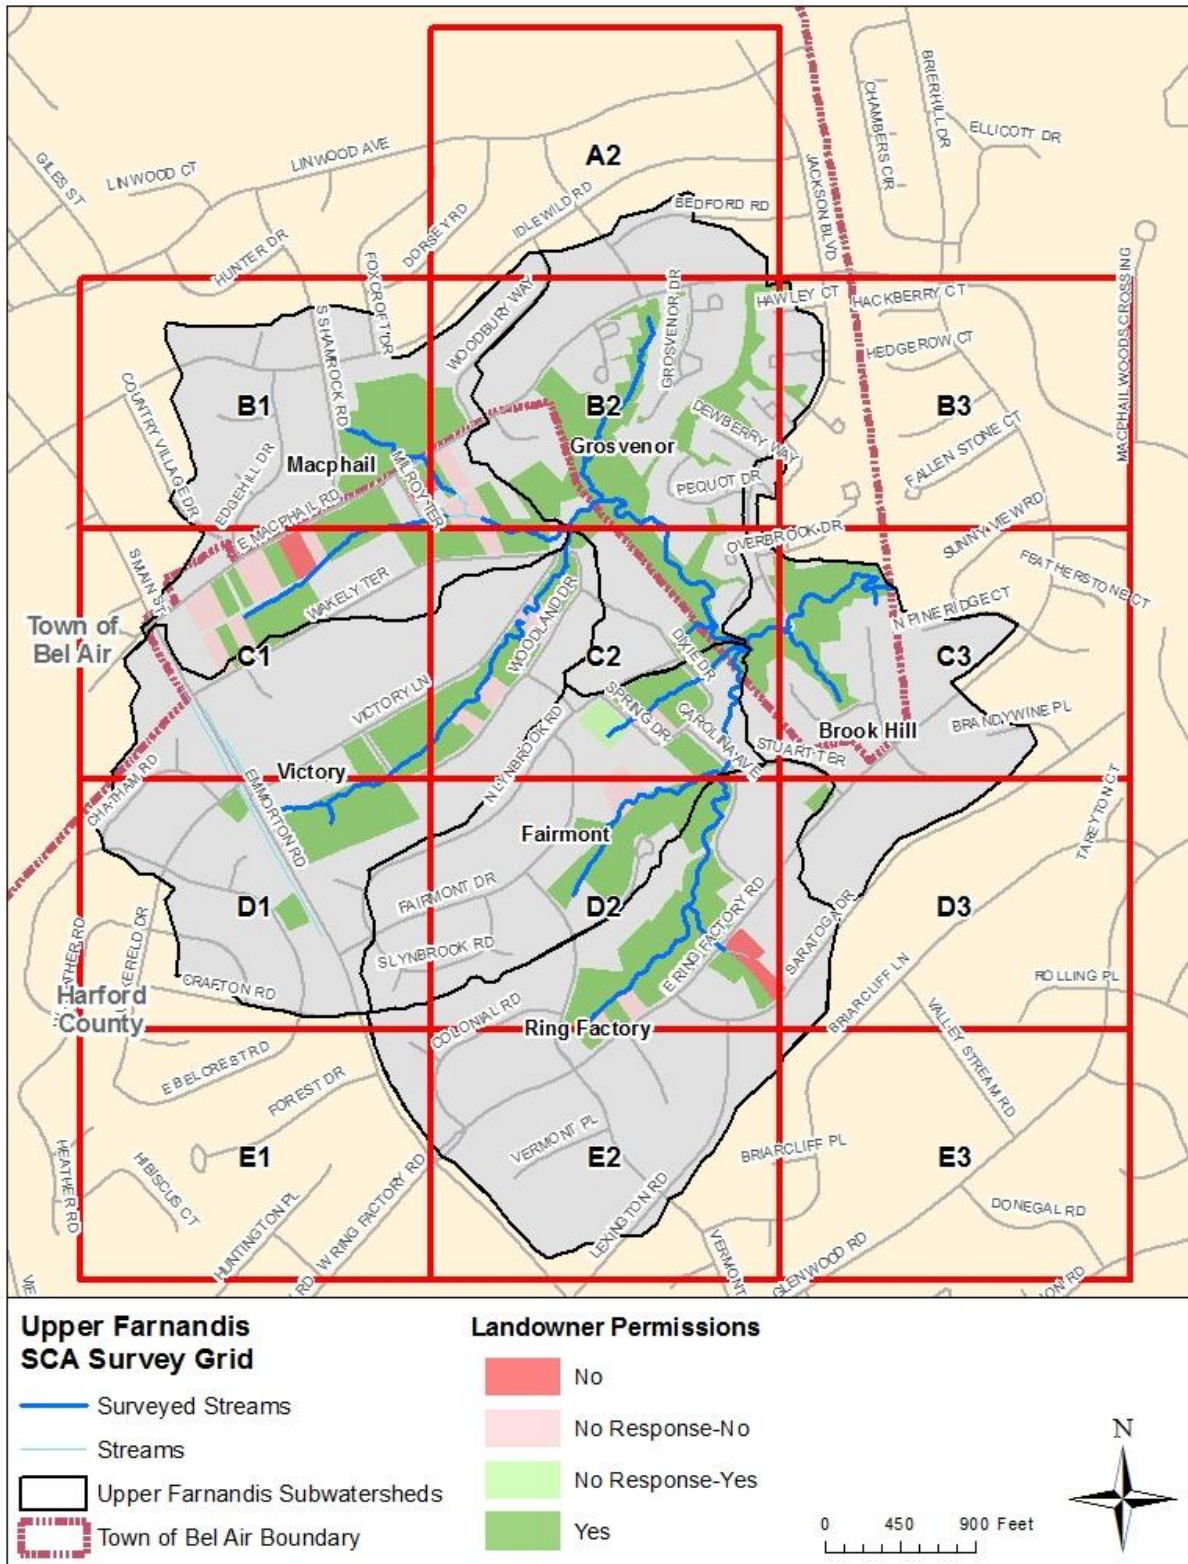 A2
BRIERHILL DR
CHAMBERS CIR
ELLICOTT DR
GILES ST
LINWOOD CT
LINWOOD AVE
JACKSON BLVD
IDLEWILD RD
BEDFORD RD
DORSEY RD
HUNTER DR
FOXCROFT DR
MACPHAIL WOODS CROSSING
S SHAMROCK RD
WOODBURY WAY
GROSVENOR DR
HAWLEY CT
HACKBERRY CT
HEDGEROW CT
COUNTRY VILLAGE DR
B1
B2
B3
Grosvenor
DEWBERRY WAY
FALLEN STONE CT
EDGEHILL DR
Macphail
MILROY TER
PEQUOT DR
E MACPHAIL RD
OVERBROOK DR
SUNNYVIEW RD
FEATHERSTONE CT
S MAIN ST
WAKELY TER
WOODLAND DR
N PINE RIDGE CT
Town of
Bel Air
C1
C2
C3
DIXIE DR
VICTORY LN
SPRING DR
CAROLINA AVE
N LYNBROOK RD
BRANDYWINE PL
Brook Hill
STUART TER
Victory
CHATHAM RD
EMMORTON RD
Fairmont
TAREYTON CT
FAIRMONT DR
D1
D2
D3
E RING FACTORY RD
SARATOGA DR
S LYNBROOK RD
BRIARCLIFF LN
CRAFTON RD
ROLLING PL
Harford
County
COLONIAL RD
Ring Factory
VALLEY STREAM RD
E BELCREST RD
FOREST DR
VERMONT PL
BRIARCLIFF PL
E1
E2
E3
HEATHER RD
HIBISCUS CT
HUNTINGTON PL
W RING FACTORY RD
LEXINGTON RD
VERMONT
GLENWOOD RD
DONEGAL RD
Upper Farnandis
SCA Survey Grid
Surveyed Streams
Streams
Upper Farnandis Subwatersheds
Town of Bel Air Boundary
Landowner Permissions
No
No Response-No
No Response-Yes
Yes
N
0 450 900 Feet